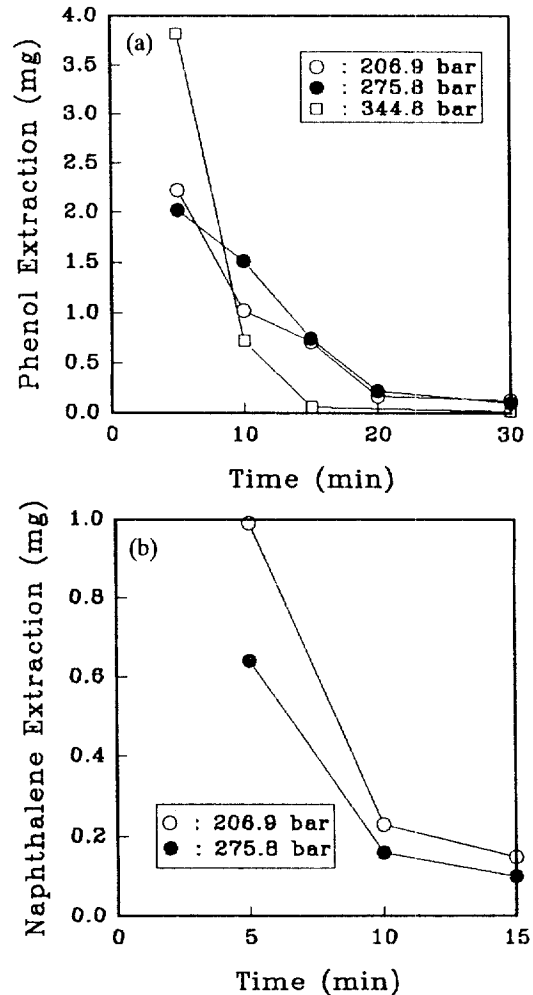 (a)
○ : 206.9 bar
● : 275.8 bar
□ : 344.8 bar
Phenol Extraction (mg)
4.0
3.5
3.0
2.5
2.0
1.5
1.0
0.5
0.0
0 10 20 30
Time (min)
(b)
Naphthalene Extraction (mg)
1.0
0.8
0.6
0.4
0.2
0.0
○ : 206.9 bar
● : 275.8 bar
0 5 10 15
Time (min)